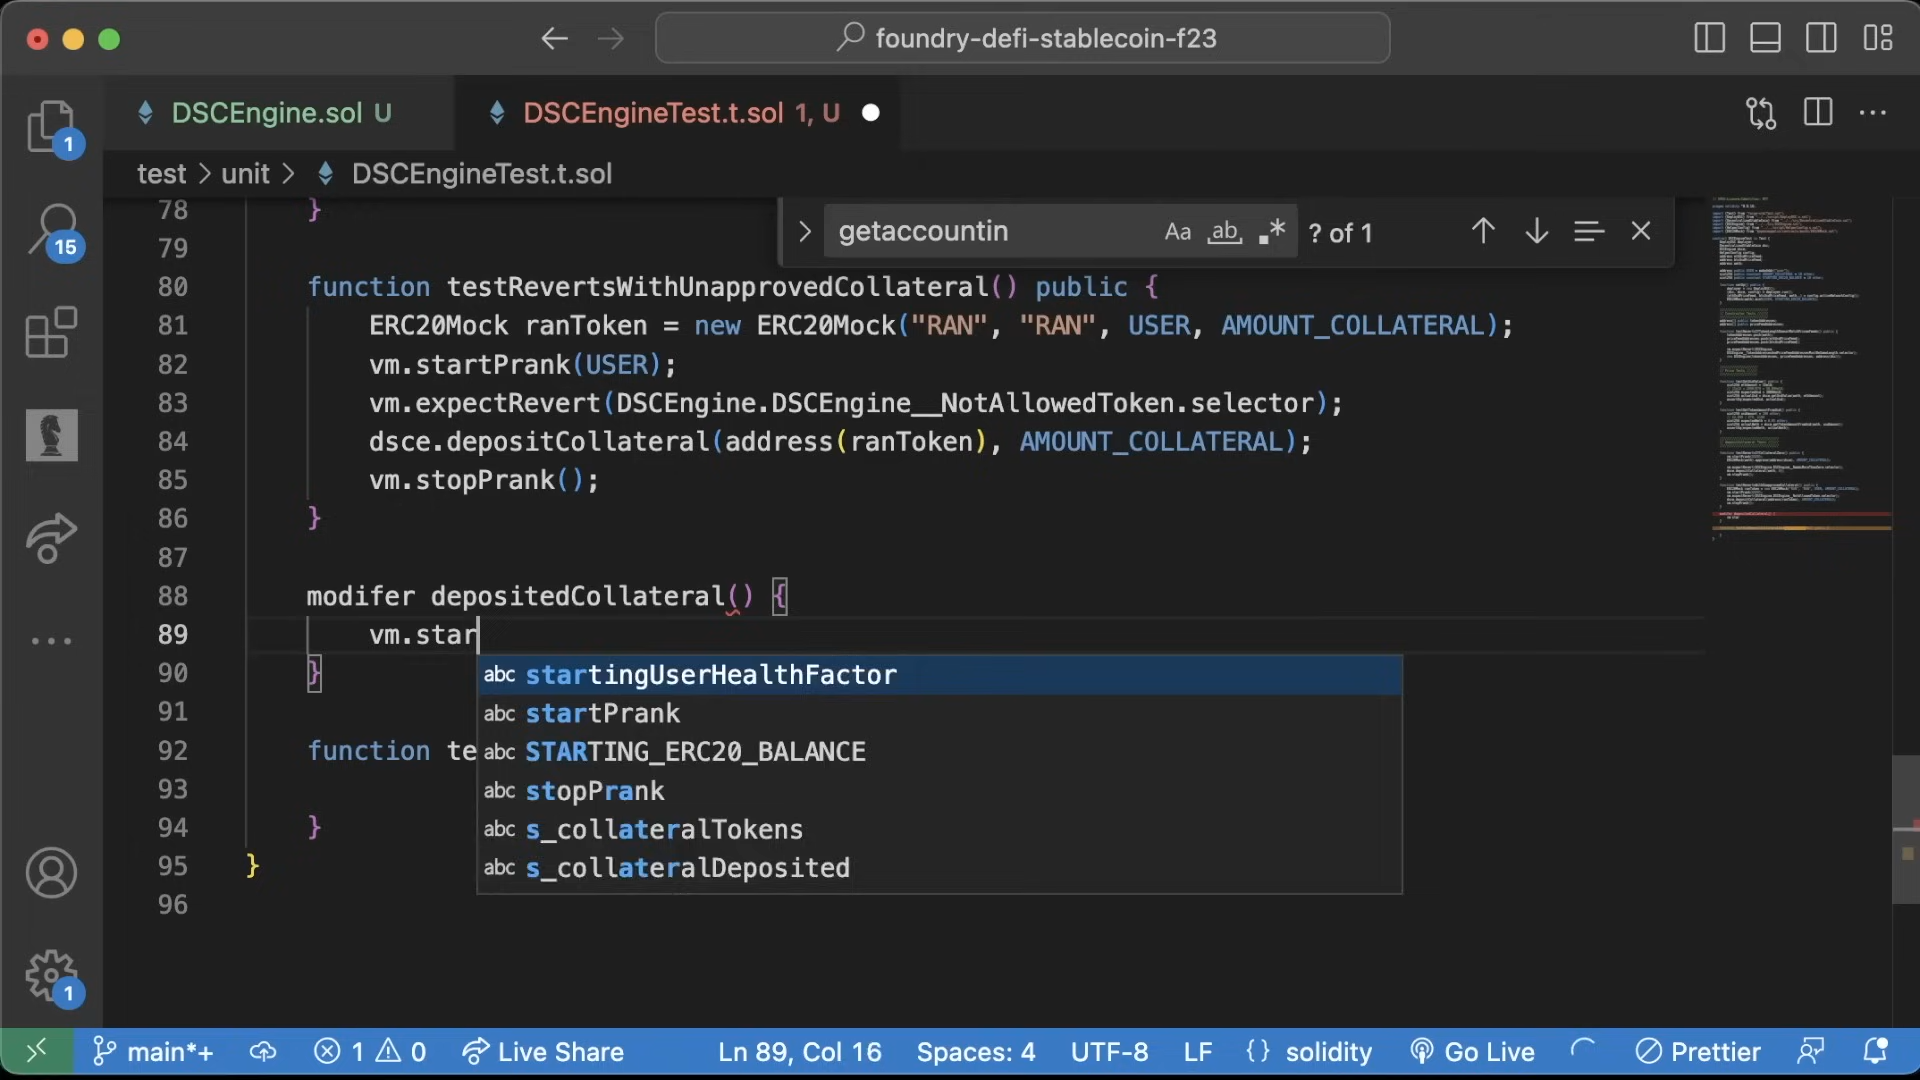 foundry-defi-stablecoin-f23
DSCEngine.sol U
DSCEngineTest.t.sol 1, U
1
test > unit > DSCEngineTest.t.sol
getaccountin Aa ab ? of 1
15
78 }
79
80 function testRevertsWithUnapprovedCollateral() public {
81 ERC20Mock ranToken = new ERC20Mock("RAN", "RAN", USER, AMOUNT_COLLATERAL);
82 vm.startPrank(USER);
83 vm.expectRevert(DSCEngine.DSCEngine__NotAllowedToken.selector);
84 dsce.depositCollateral(address(ranToken), AMOUNT_COLLATERAL);
85 vm.stopPrank();
86 }
87
88 modifer depositedCollateral() {
89 vm.star
90 }
abc startingUserHealthFactor
91
abc startPrank
92 function te
abc STARTING_ERC20_BALANCE
93
abc stopPrank
94 }
abc s_collateralTokens
95 }
abc s_collateralDeposited
96
1
main*+ 1 0 Live Share Ln 89, Col 16 Spaces: 4 UTF-8 LF {} solidity Go Live Prettier